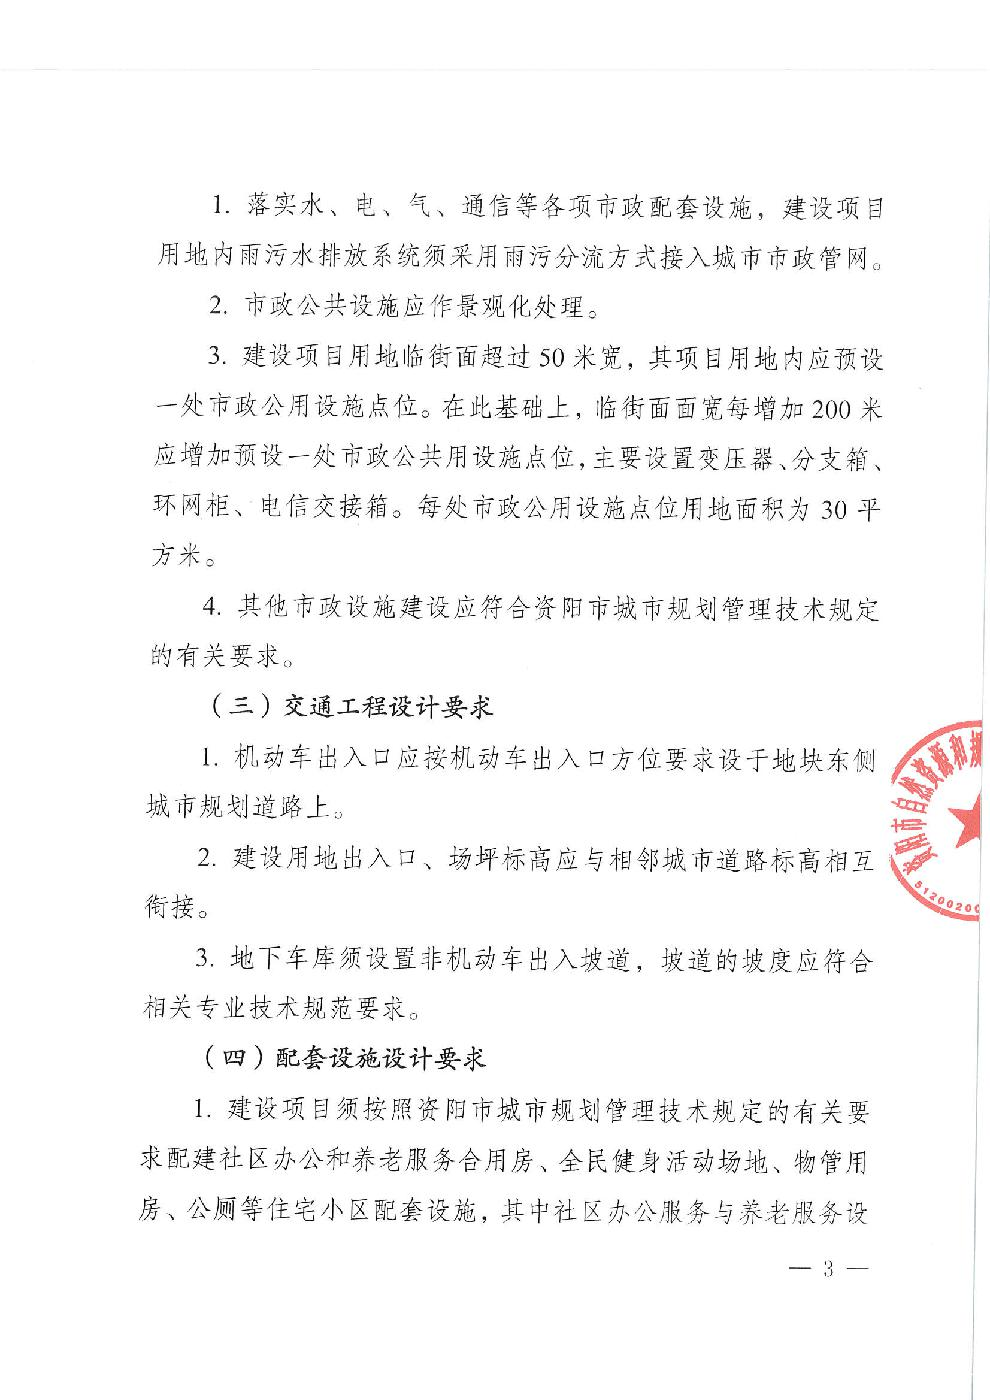 1. 落实水、电、气、通信等各项市政配套设施，建设项目
用地内雨污水排放系统须采用雨污分流方式接入城市市政管网。
2. 市政公共设施应作景观化处理。
3. 建设项目用地临街面超过50米宽，其项目用地内应预设
一处市政公用设施点位。在此基础上，临街面面宽每增加200米
应增加预设一处市政公共用设施点位，主要设置变压器、分支箱、
环网柜、电信交接箱。每处市政公用设施点位用地面积为30平
方米。
4. 其他市政设施建设应符合资阳市城市规划管理技术规定
的有关要求。
（三）交通工程设计要求
1. 机动车出入口应按机动车出入口方位要求设于地块东侧
城市规划道路上。
2. 建设用地出入口、场坪标高应与相邻城市道路标高相互
衔接。
3. 地下车库须设置非机动车出入坡道，坡道的坡度应符合
相关专业技术规范要求。
（四）配套设施设计要求
1. 建设项目须按照资阳市城市规划管理技术规定的有关要
求配建社区办公和养老服务合用房、全民健身活动场地、物管用
房、公厕等住宅小区配套设施，其中社区办公服务与养老服务设
— 3 —
资阳市自然资源和规
5120020